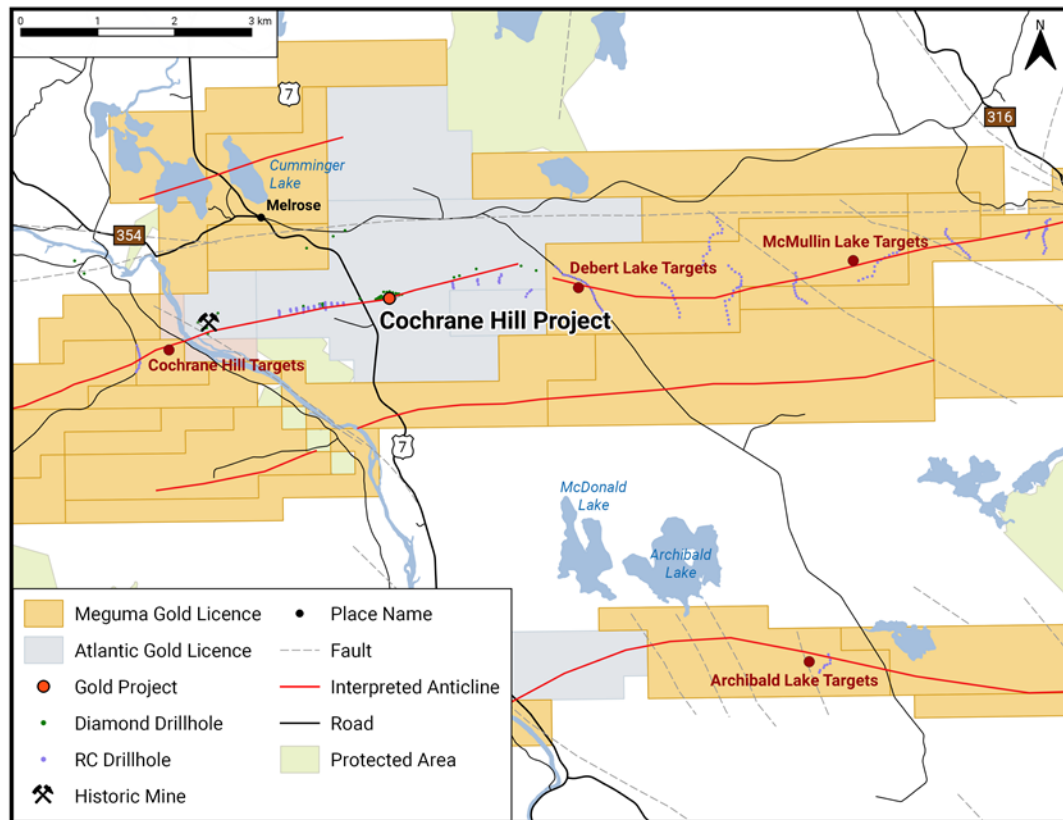 0 1 2 3 km
N
7
316
Cumminger
Lake
Melrose
354
McMullin Lake Targets
Debert Lake Targets
Cochrane Hill Project
Cochrane Hill Targets
7
McDonald
Lake
Archibald
Lake
Archibald Lake Targets
Meguma Gold Licence
Atlantic Gold Licence
Gold Project
Diamond Drillhole
RC Drillhole
Historic Mine
Place Name
Fault
Interpreted Anticline
Road
Protected Area